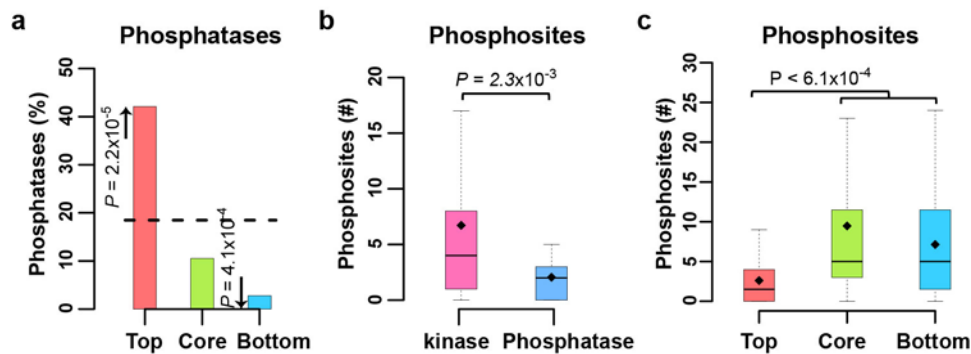 a
Phosphatases
Phosphatases (%)
50
40
30
20
10
0
P = 2.2x10-5
P = 4.1x10-4
Top Core Bottom
b
Phosphosites
Phosphosites (#)
20
15
10
5
0
P = 2.3x10-3
kinase Phosphatase
c
Phosphosites
Phosphosites (#)
30
25
20
15
10
5
0
P < 6.1x10-4
Top Core Bottom